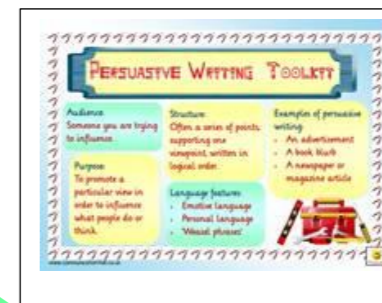 PERSUASIVE WRITING TOOLKIT
Audience:
Someone you are trying
to influence.
Purpose:
To promote a
particular view in
order to influence
what people do or
think.
Structure:
Often a series of points
supporting one
viewpoint, written in
logical order.
Language features:
Emotive language
Personal language
'Weasel phrases'
Examples of persuasive
writing:
An advertisement
A book blurb
A newspaper or
magazine article